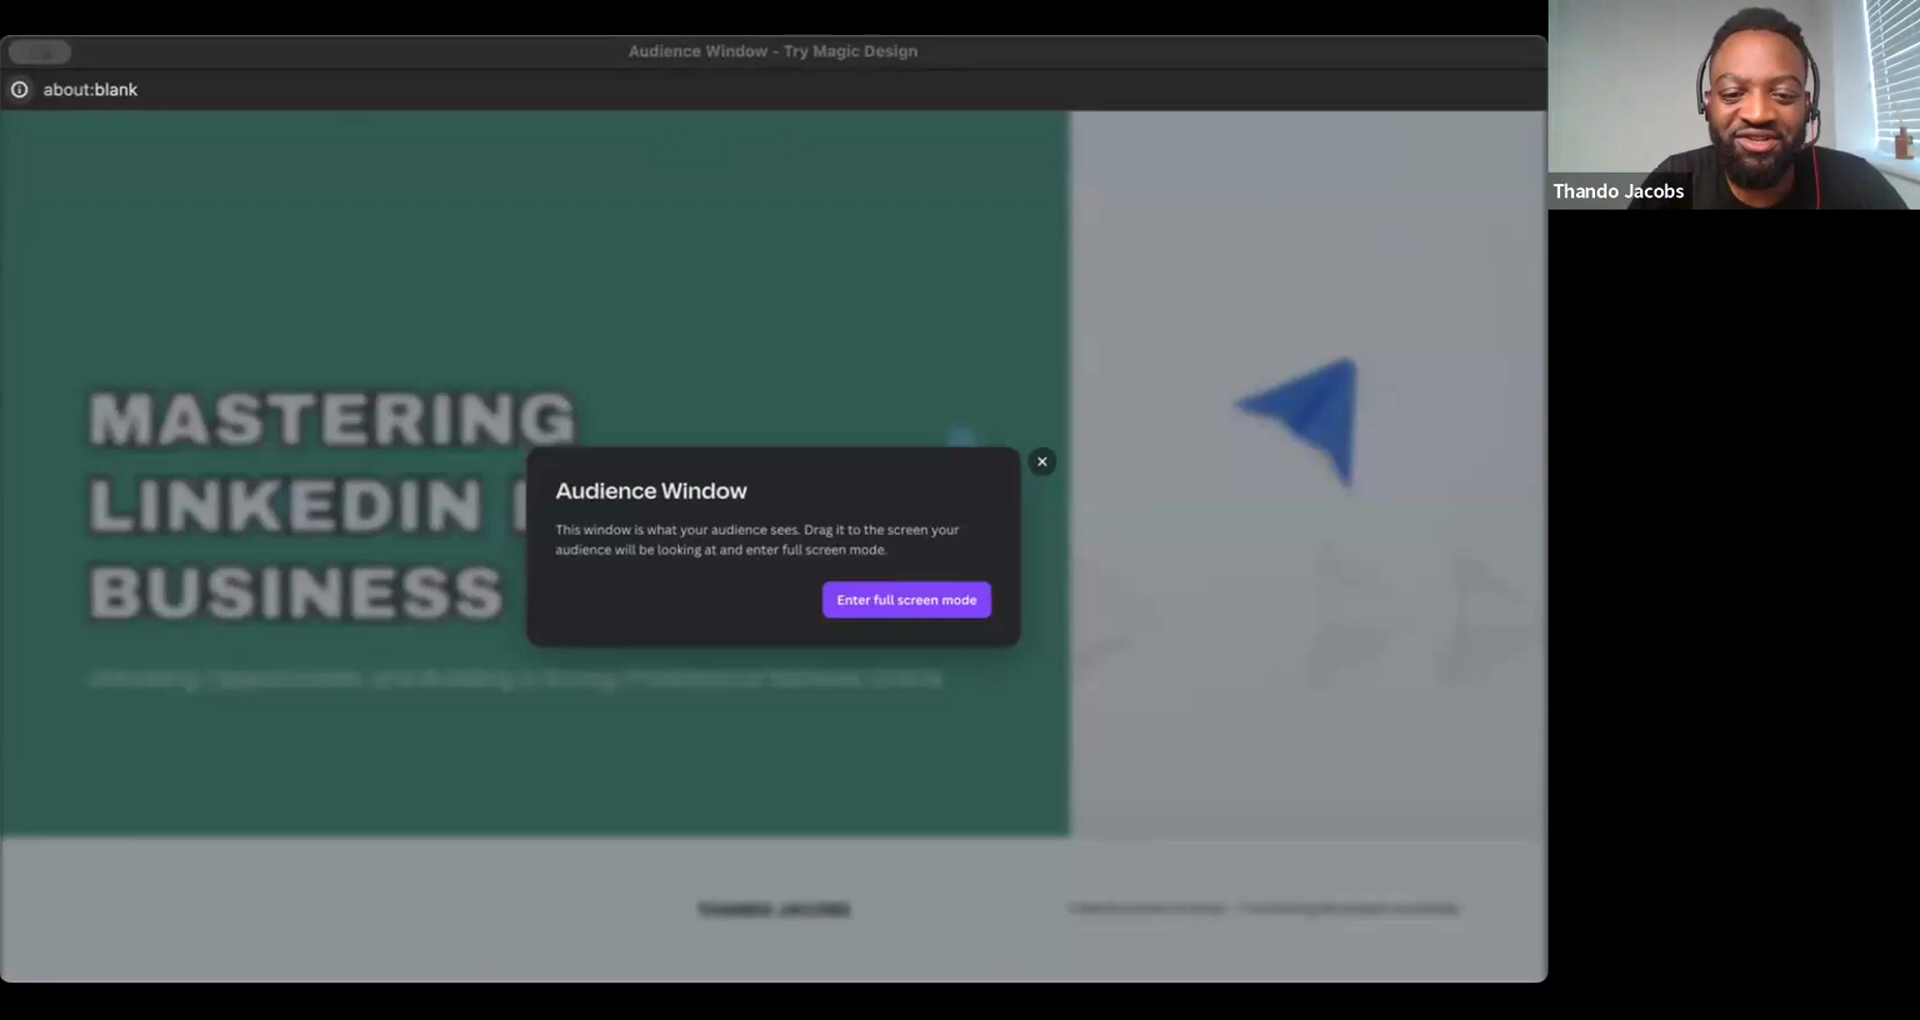 Audience Window - Try Magic Design
about:blank
Thando Jacobs
MASTERING
LINKEDIN
BUSINESS
Audience Window
This window is what your audience sees. Drag it to the screen your
audience will be looking at and enter full screen mode.
Enter full screen mode
THANDO JACOBS